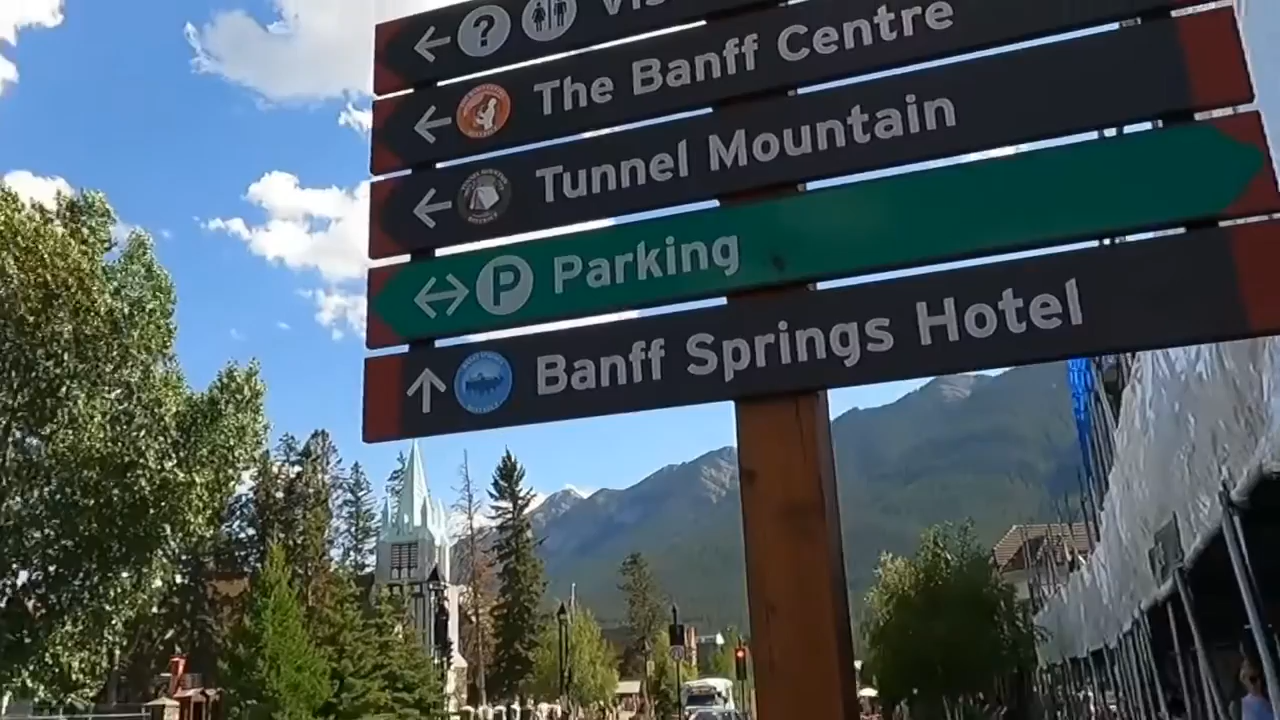 ?
The Banff Centre
Tunnel Mountain
P Parking
Banff Springs Hotel